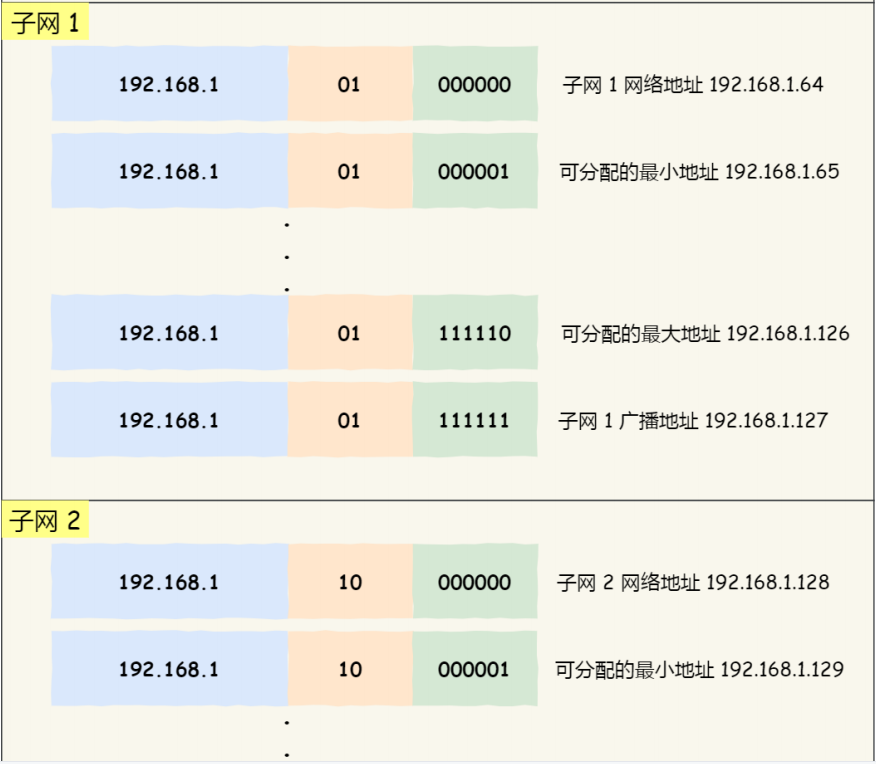 子网 1
192.168.1 01 000000 子网 1 网络地址 192.168.1.64
192.168.1 01 000001 可分配的最小地址 192.168.1.65
192.168.1 01 111110 可分配的最大地址 192.168.1.126
192.168.1 01 111111 子网 1 广播地址 192.168.1.127
子网 2
192.168.1 10 000000 子网 2 网络地址 192.168.1.128
192.168.1 10 000001 可分配的最小地址 192.168.1.129